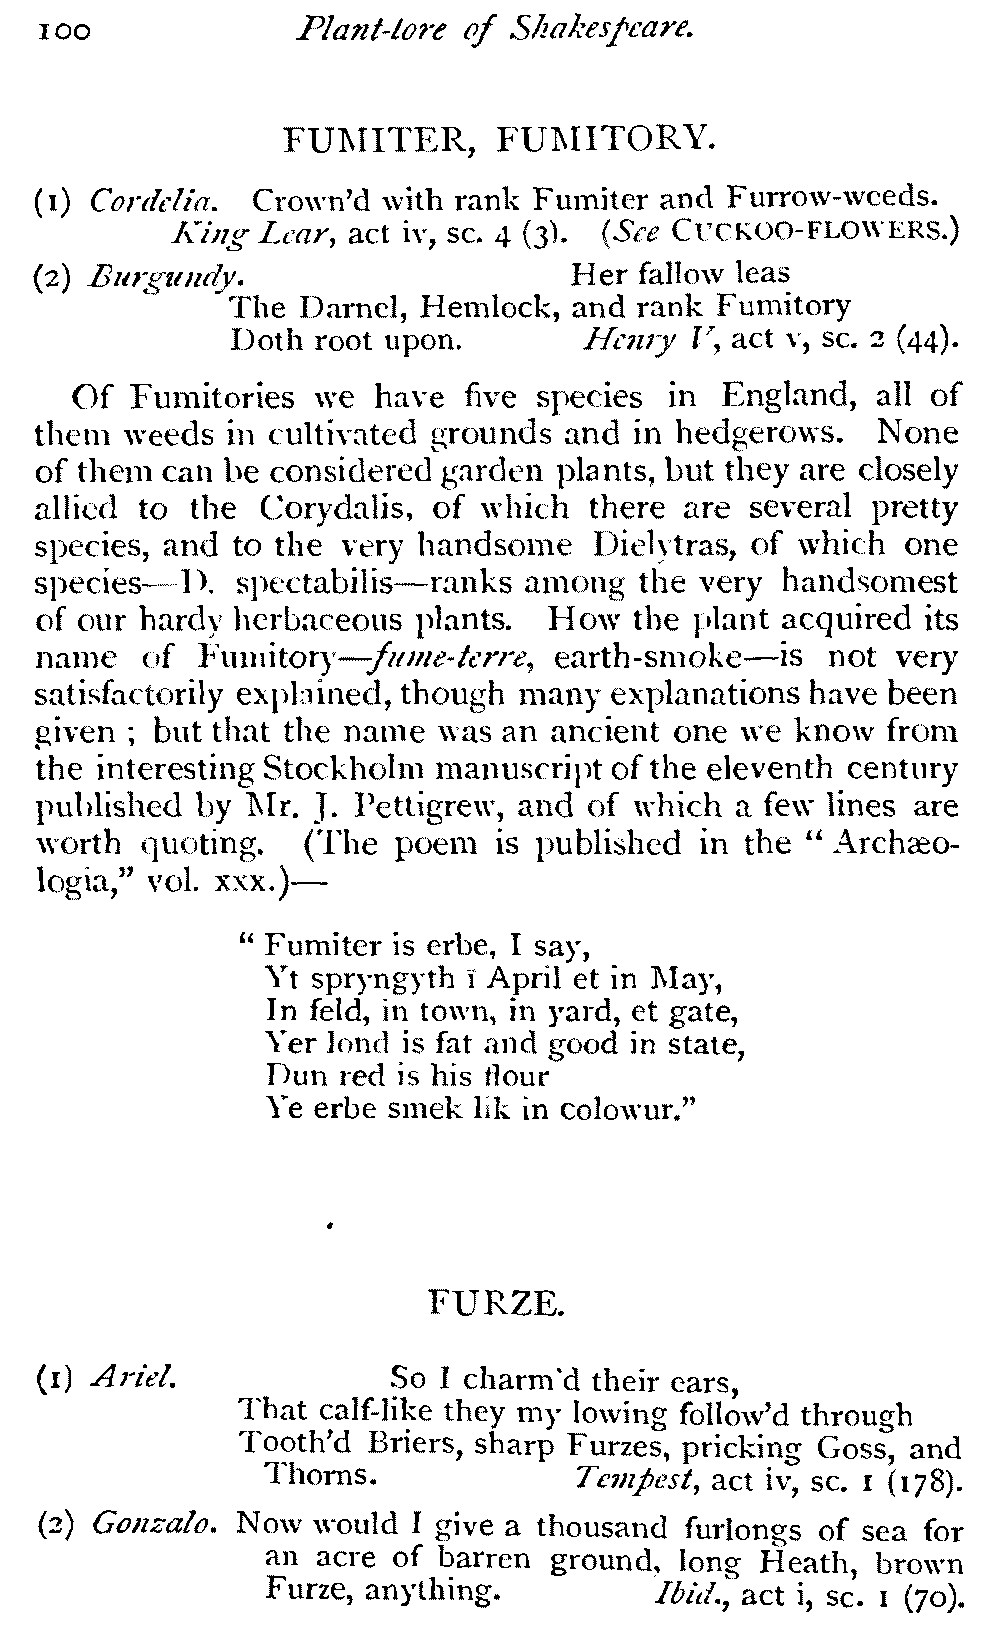 100 Plant-lore of Shakespeare.
FUMITER, FUMITORY.
(1) Cordelia. Crown'd with rank Fumiter and Furrow-weeds.
King Lear, act iv, sc. 4 (3). (See CUCKOO-FLOWERS.)
(2) Burgundy. Her fallow leas
The Darnel, Hemlock, and rank Fumitory
Doth root upon. Henry V, act v, sc. 2 (44).
Of Fumitories we have five species in England, all of
them weeds in cultivated grounds and in hedgerows. None
of them can be considered garden plants, but they are closely
allied to the Corydalis, of which there are several pretty
species, and to the very handsome Dielytras, of which one
species—D. spectabilis—ranks among the very handsomest
of our hardy herbaceous plants. How the plant acquired its
name of Fumitory—fume-terre, earth-smoke—is not very
satisfactorily explained, though many explanations have been
given ; but that the name was an ancient one we know from
the interesting Stockholm manuscript of the eleventh century
published by Mr. J. Pettigrew, and of which a few lines are
worth quoting. (The poem is published in the " Archæo-
logia," vol. xxx.)—
" Fumiter is erbe, I say,
Yt spryngyth ī April et in May,
In feld, in town, in yard, et gate,
Yer lond is fat and good in state,
Dun red is his flour
Ye erbe smek lik in colowur."
FURZE.
(1) Ariel. So I charm'd their ears,
That calf-like they my lowing follow'd through
Tooth'd Briers, sharp Furzes, pricking Goss, and
Thorns. Tempest, act iv, sc. 1 (178).
(2) Gonzalo. Now would I give a thousand furlongs of sea for
an acre of barren ground, long Heath, brown
Furze, anything. Ibid., act i, sc. 1 (70).